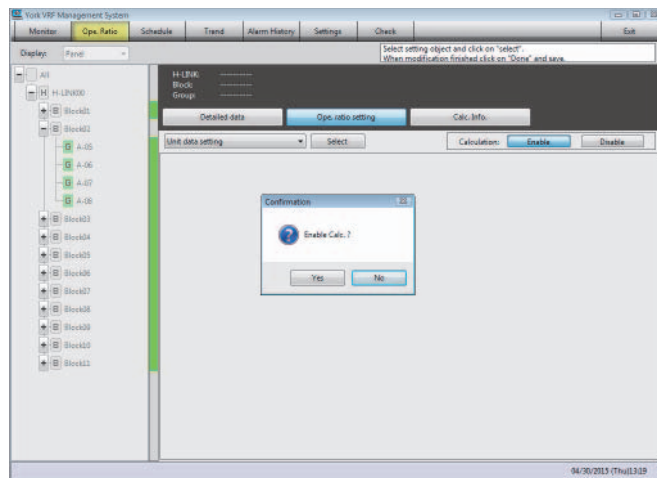 York VRF Management System
Monitor Ope. Ratio Schedule Trend Alarm History Settings Check Exit
Display: Panel
Select setting object and click on "select".
When modification finished click on "Done" and save.
All
H H-LINK00
B Block01
B Block02
G A-05
G A-06
G A-07
G A-08
B Block03
B Block04
B Block05
B Block06
B Block07
B Block08
B Block09
B Block10
B Block11
H-LINK: ----------
Block: ----------
Group: ----------
Detailed data Ope. ratio setting Calc. Info.
Unit data setting Select Calculation: Enable Disable
Confirmation
? Enable Calc. ?
Yes No
04/30/2015 (Thu)13:29